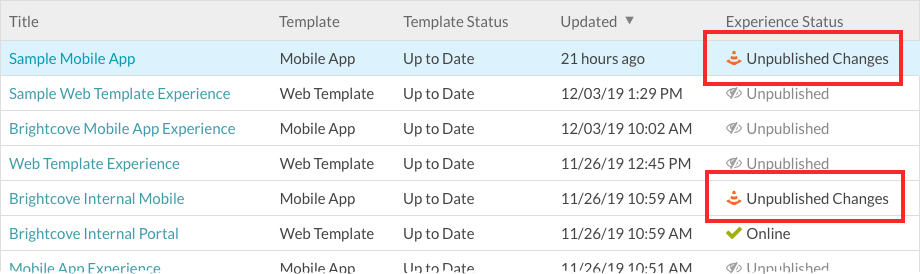 Title Template Template Status Updated Experience Status
Sample Mobile App Mobile App Up to Date 21 hours ago Unpublished Changes
Sample Web Template Experience Web Template Up to Date 12/03/19 1:29 PM Unpublished
Brightcove Mobile App Experience Mobile App Up to Date 12/03/19 10:02 AM Unpublished
Web Template Experience Web Template Up to Date 11/26/19 12:45 PM Unpublished
Brightcove Internal Mobile Mobile App Up to Date 11/26/19 10:59 AM Unpublished Changes
Brightcove Internal Portal Web Template Up to Date 11/26/19 10:59 AM Online
Mobile App Experience Mobile App Up to Date 11/26/19 10:51 AM Unpublished